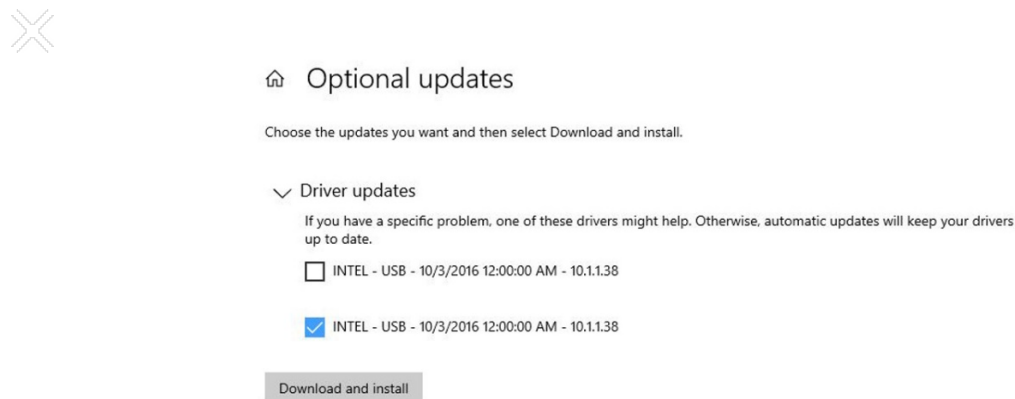 Optional updates
Choose the updates you want and then select Download and install.
Driver updates
If you have a specific problem, one of these drivers might help. Otherwise, automatic updates will keep your drivers
up to date.
INTEL - USB - 10/3/2016 12:00:00 AM - 10.1.1.38
INTEL - USB - 10/3/2016 12:00:00 AM - 10.1.1.38
Download and install